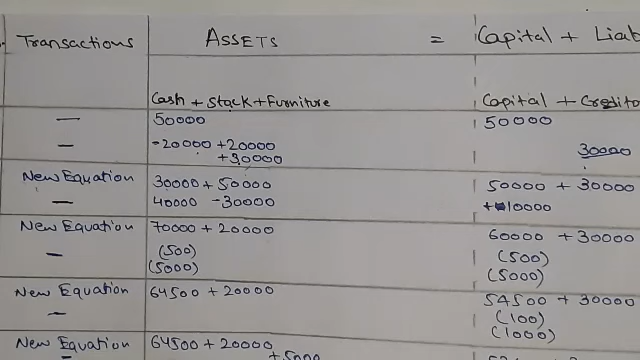 Transactions ASSETS = Capital + Liab
Cash + Stock + Furniture Capital + Credito
— 50000 50000
— -20000 +20000
+30000 30000
New Equation 30000 + 50000 50000 + 30000
— 40000 -30000 +10000
New Equation 70000 + 20000 60000 + 30000
— (500) (500)
(5000) (5000)
New Equation 64500 + 20000 54500 + 30000
— (100)
(1000)
New Equation 64500 + 20000